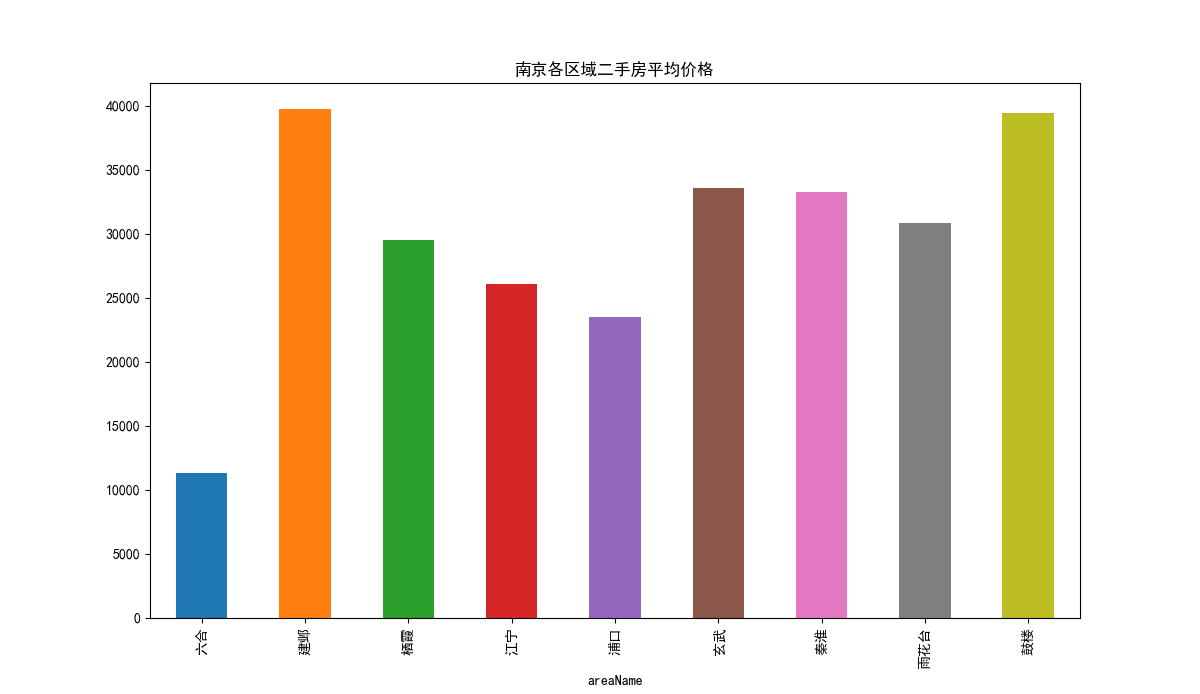 南京各区域二手房平均价格
40000
35000
30000
25000
20000
15000
10000
5000
0
六合
建邺
栖霞
江宁
浦口
玄武
秦淮
雨花台
鼓楼
areaName